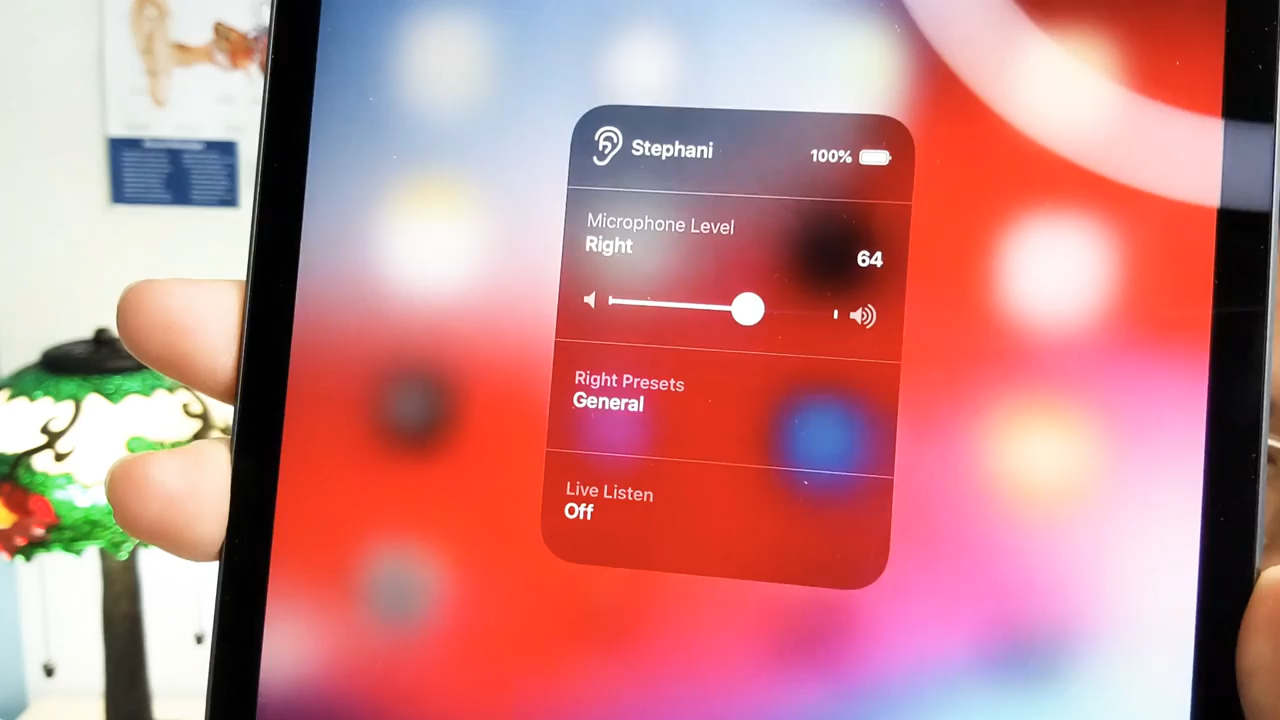 Stephani
100%
Microphone Level
Right
64
Right Presets
General
Live Listen
Off